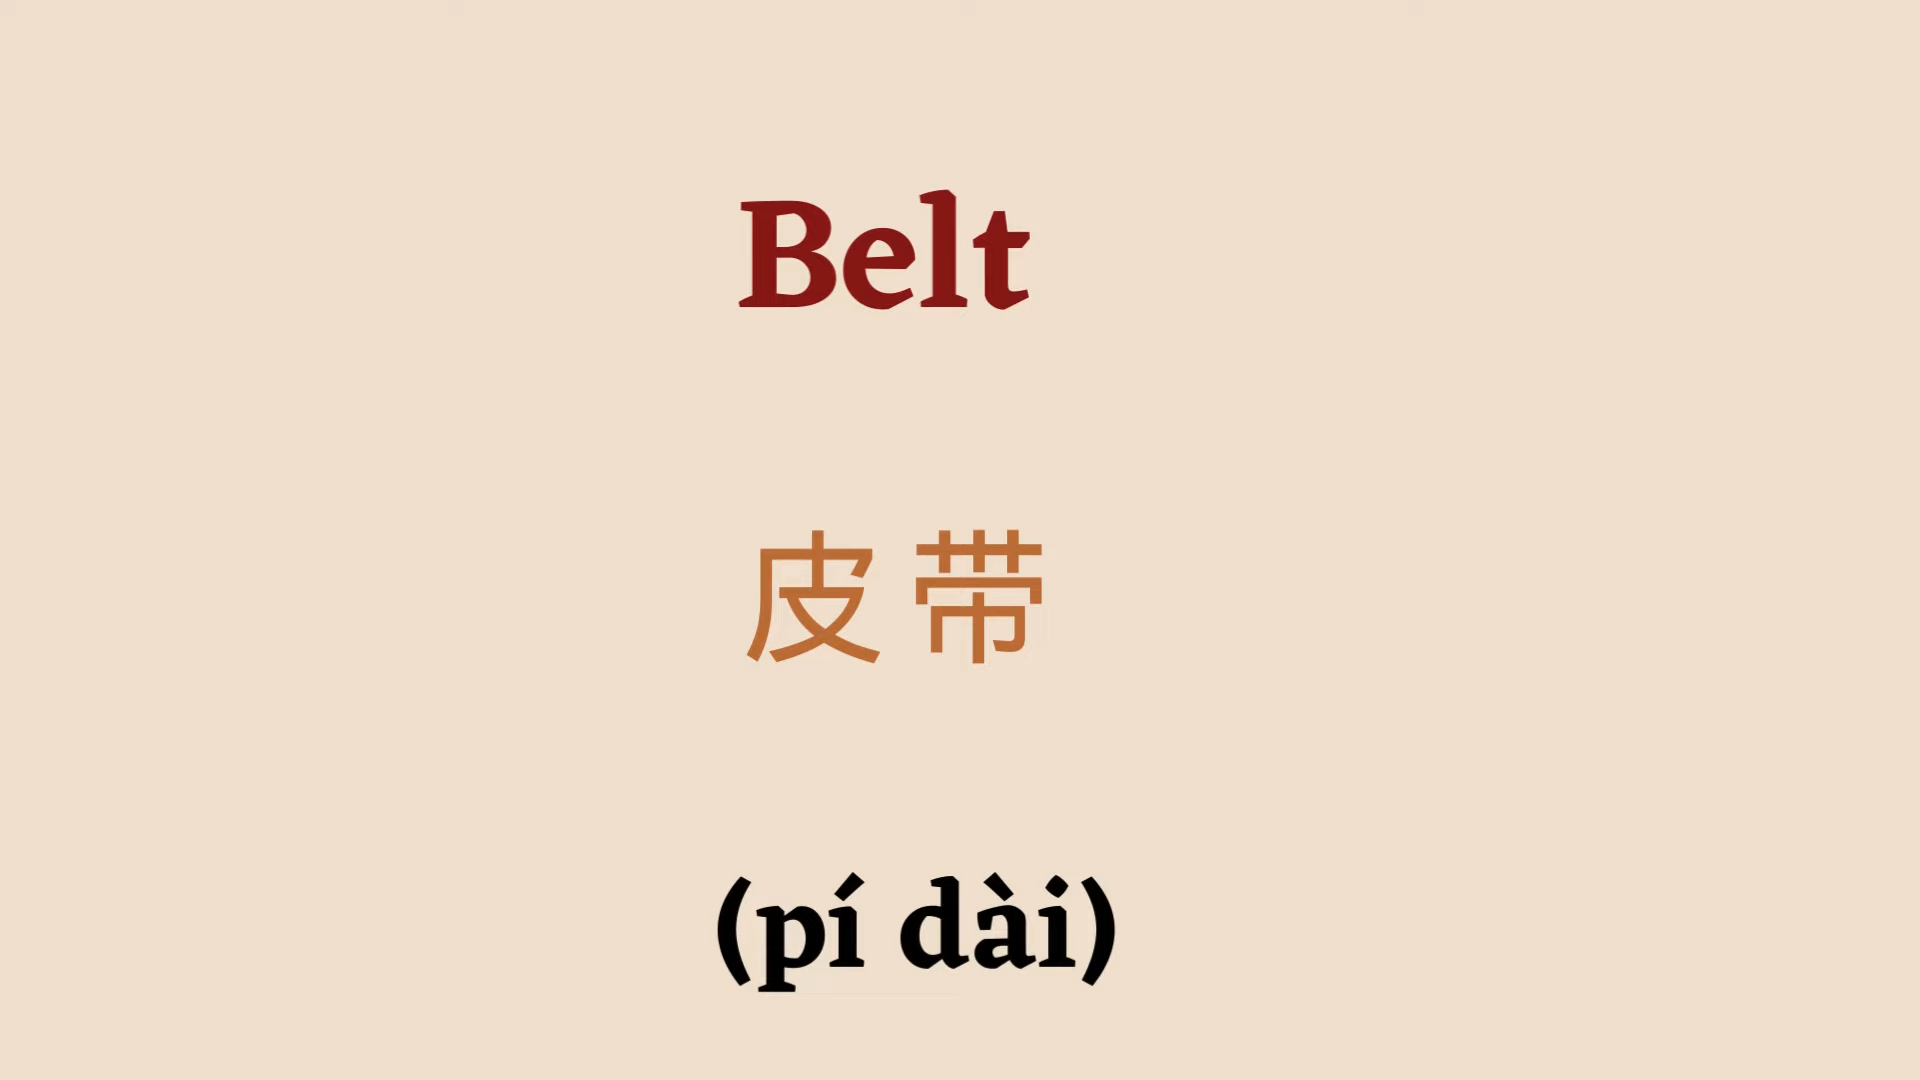 Belt
皮带
(pí dài)